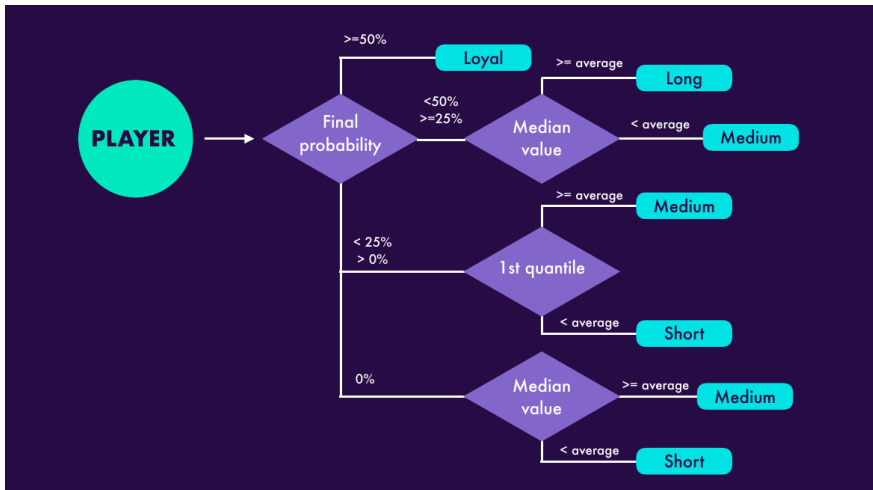 >=50%
Loyal
>= average
Long
PLAYER
Final
probability
<50%
>=25%
Median
value
< average
Medium
>= average
Medium
< 25%
> 0%
1st quantile
< average
Short
0%
Median
value
>= average
Medium
< average
Short